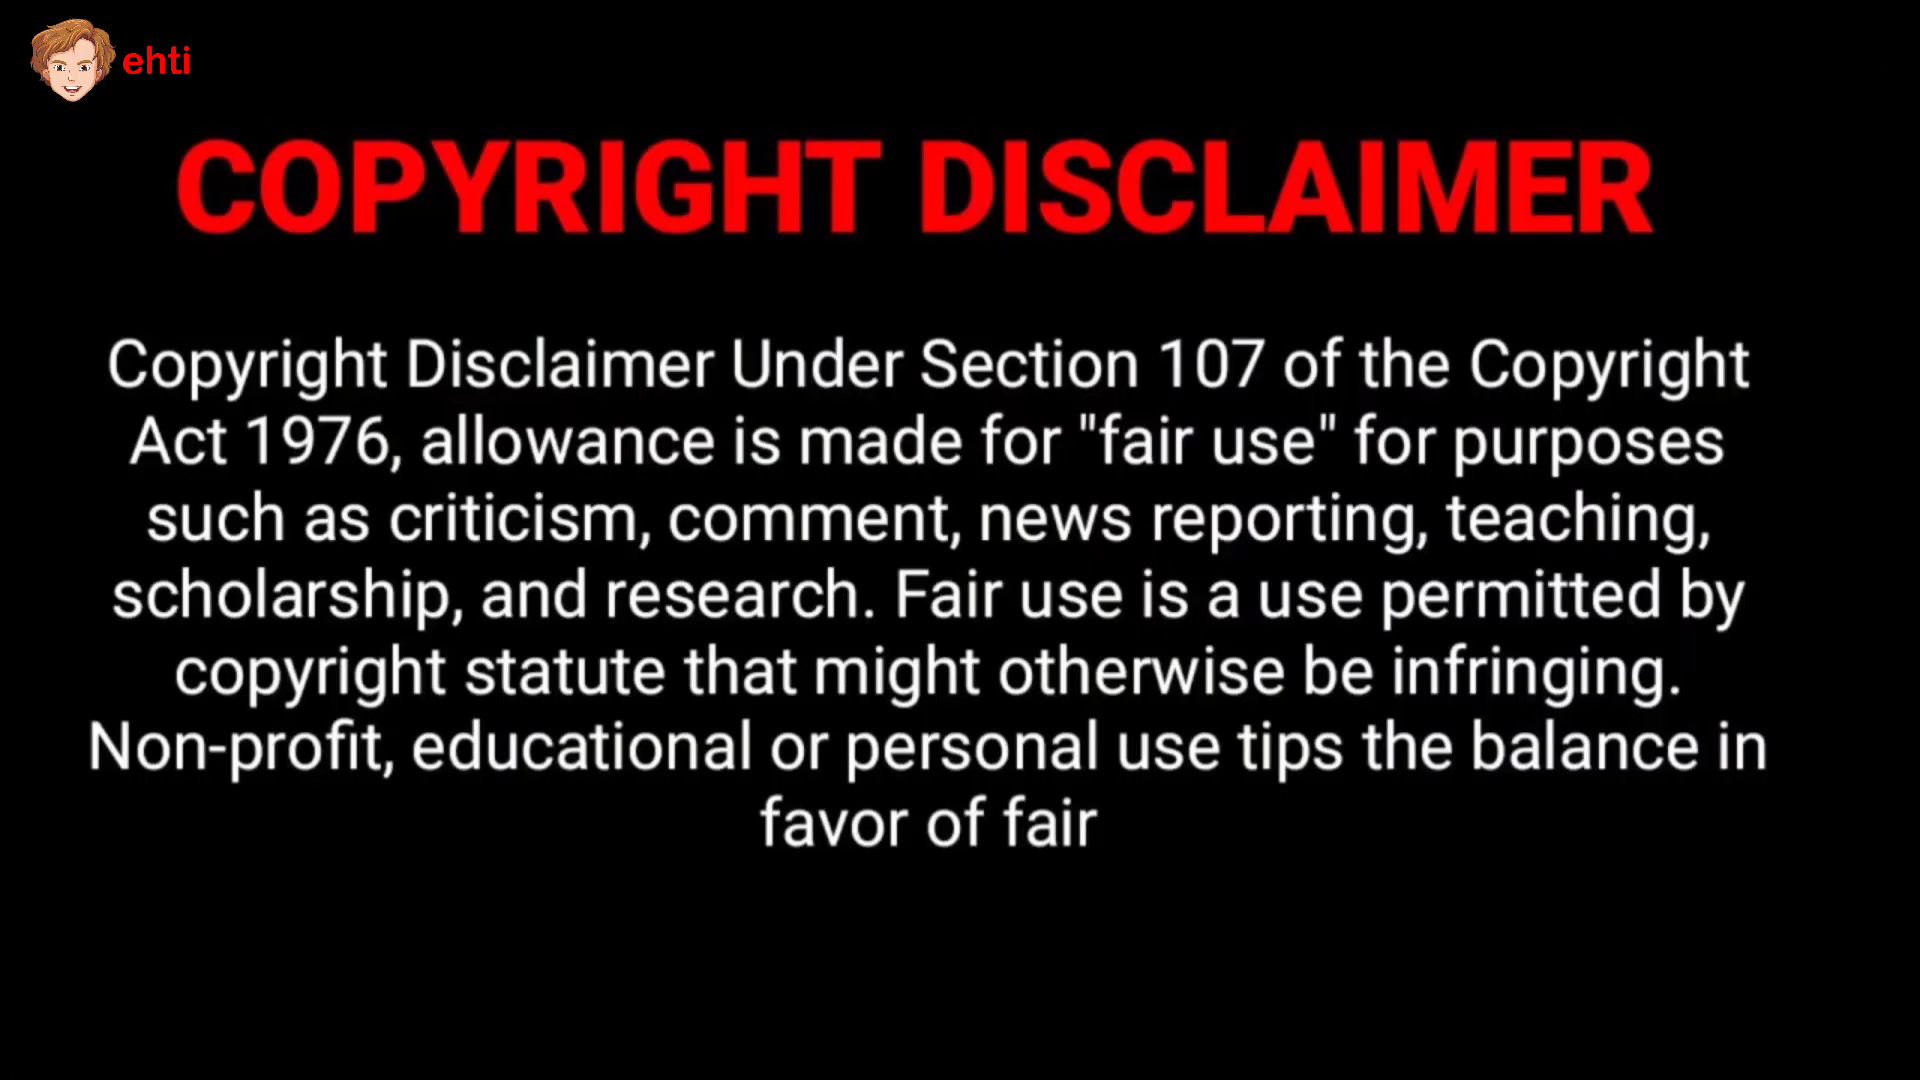 ehti
COPYRIGHT DISCLAIMER
Copyright Disclaimer Under Section 107 of the Copyright
Act 1976, allowance is made for "fair use" for purposes
such as criticism, comment, news reporting, teaching,
scholarship, and research. Fair use is a use permitted by
copyright statute that might otherwise be infringing.
Non-profit, educational or personal use tips the balance in
favor of fair